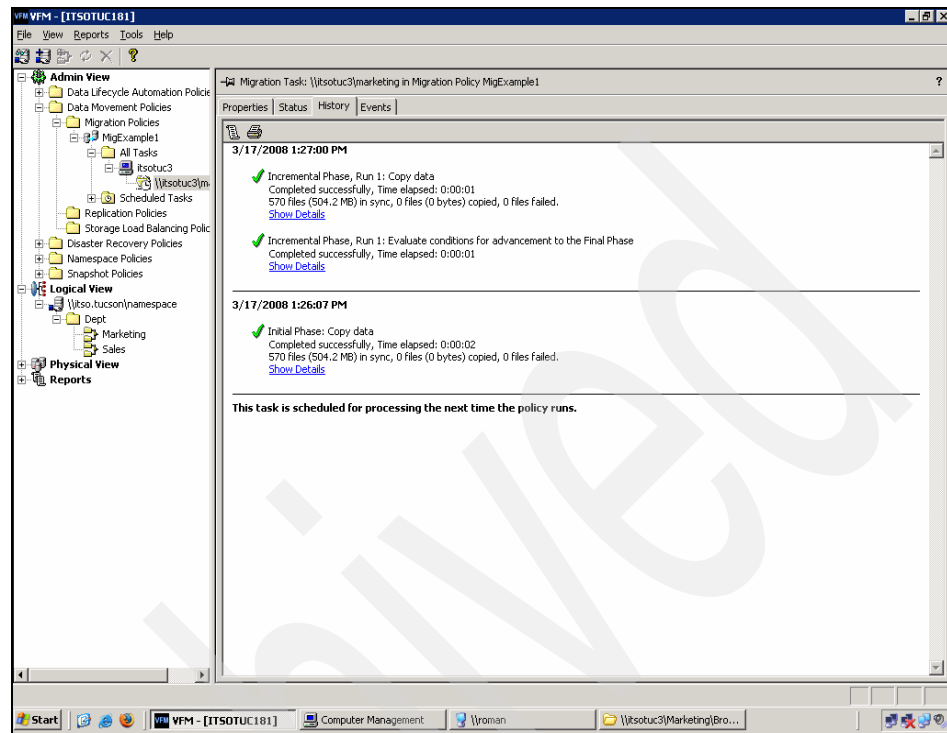 VFM VFM - [ITSOTUC181]
File View Reports Tools Help
Admin View
Data Lifecycle Automation Policie
Data Movement Policies
Migration Policies
MigExample1
All Tasks
itsotuc3
\\itsotuc3\m
Scheduled Tasks
Replication Policies
Storage Load Balancing Polic
Disaster Recovery Policies
Namespace Policies
Snapshot Policies
Logical View
\\itso.tucson\namespace
Dept
Marketing
Sales
Physical View
Reports
Migration Task: \\itsotuc3\marketing in Migration Policy MigExample1 ?
Properties Status History Events
3/17/2008 1:27:00 PM
Incremental Phase, Run 1: Copy data
Completed successfully, Time elapsed: 0:00:01
570 files (504.2 MB) in sync, 0 files (0 bytes) copied, 0 files failed.
Show Details
Incremental Phase, Run 1: Evaluate conditions for advancement to the Final Phase
Completed successfully, Time elapsed: 0:00:01
Show Details
3/17/2008 1:26:07 PM
Initial Phase: Copy data
Completed successfully, Time elapsed: 0:00:02
570 files (504.2 MB) in sync, 0 files (0 bytes) copied, 0 files failed.
Show Details
This task is scheduled for processing the next time the policy runs.
Start VFM VFM - [ITSOTUC181] Computer Management \\roman \\itsotuc3\Marketing\Bro...